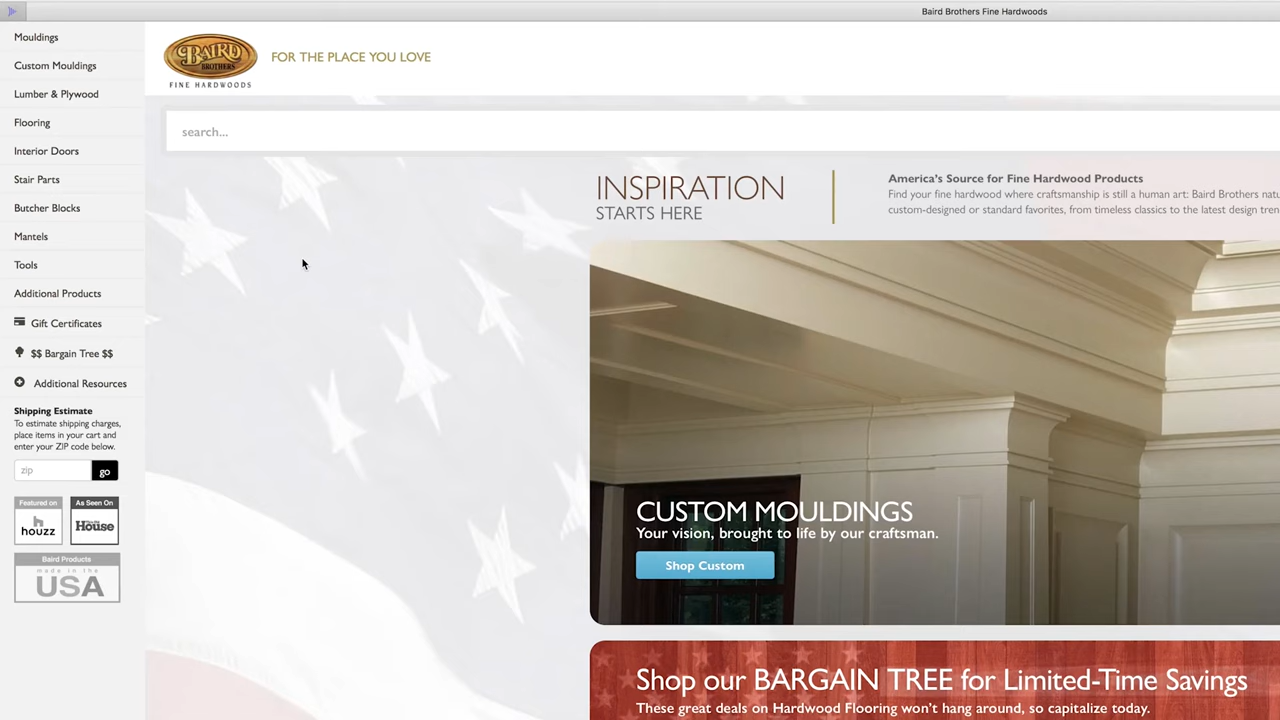 Baird Brothers Fine Hardwoods
Mouldings
Custom Mouldings
Lumber & Plywood
Flooring
Interior Doors
Stair Parts
Butcher Blocks
Mantels
Tools
Additional Products
Gift Certificates
$$ Bargain Tree $$
Additional Resources
Shipping Estimate
To estimate shipping charges,
place items in your cart and
enter your ZIP code below.
zip
go
Featured on
houzz
As Seen On
House
Baird Products
made in the
USA
BAIRD
BROTHERS
FINE HARDWOODS
FOR THE PLACE YOU LOVE
search...
INSPIRATION
STARTS HERE
America's Source for Fine Hardwood Products
Find your fine hardwood where craftsmanship is still a human art: Baird Brothers natu
custom-designed or standard favorites, from timeless classics to the latest design tren
CUSTOM MOULDINGS
Your vision, brought to life by our craftsman.
Shop Custom
Shop our BARGAIN TREE for Limited-Time Savings
These great deals on Hardwood Flooring won't hang around, so capitalize today.